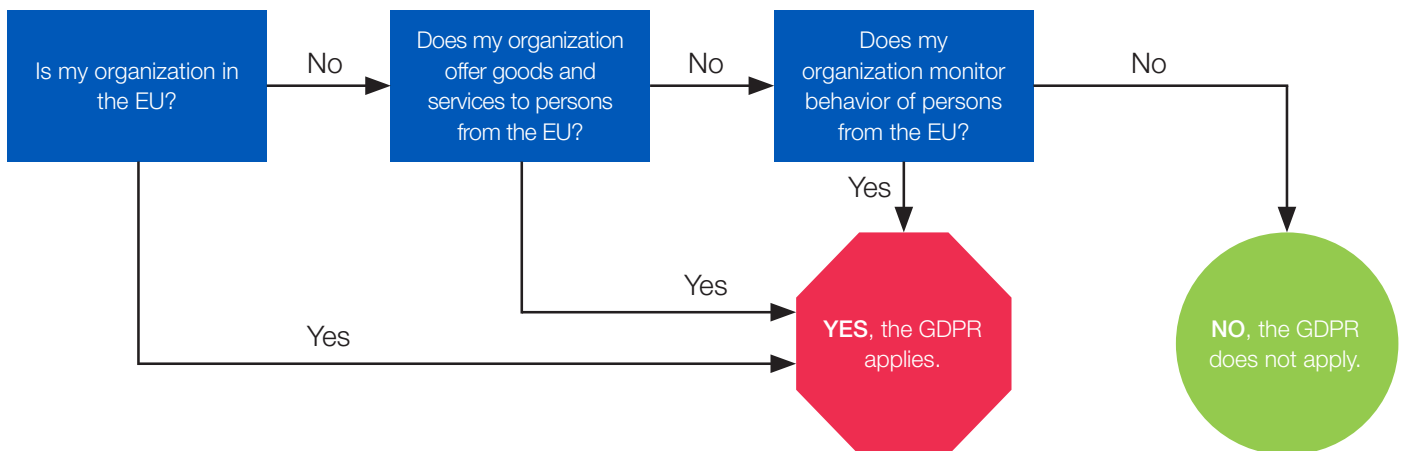 Is my organization in
the EU?
No
Does my organization
offer goods and
services to persons
from the EU?
No
Does my
organization monitor
behavior of persons
from the EU?
No
Yes
Yes
Yes
YES, the GDPR
applies.
NO, the GDPR
does not apply.